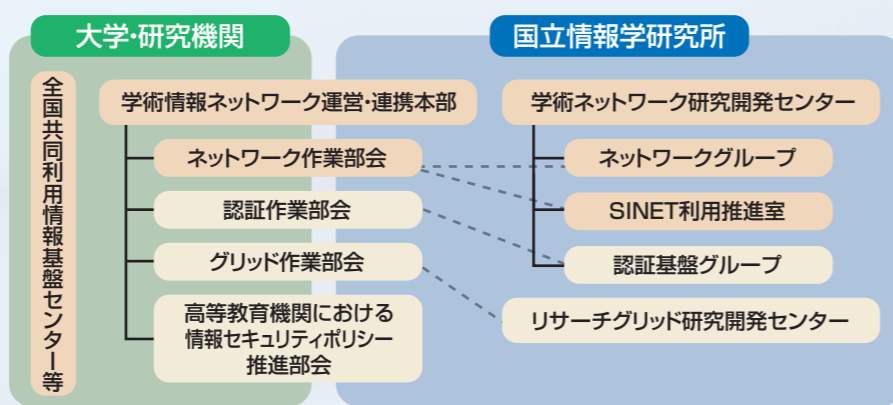 大学・研究機関
国立情報学研究所
全国共同利用情報基盤センター等
学術情報ネットワーク運営・連携本部
ネットワーク作業部会
認証作業部会
グリッド作業部会
高等教育機関における
情報セキュリティポリシー
推進部会
学術ネットワーク研究開発センター
ネットワークグループ
SINET利用推進室
認証基盤グループ
リサーチグリッド研究開発センター